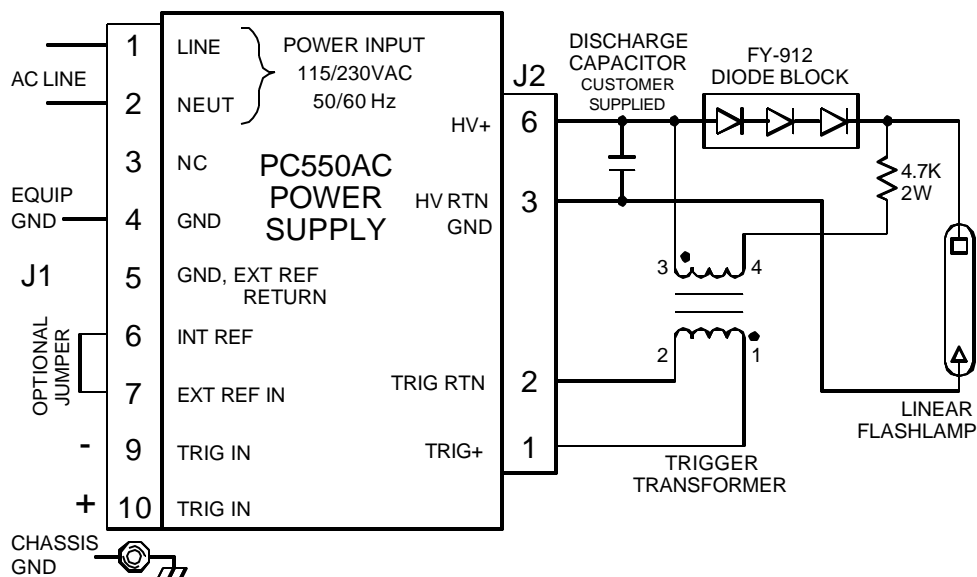 1
LINE
POWER INPUT
115/230VAC
50/60 Hz
AC LINE
2
NEUT
3
NC
PC550AC
POWER
SUPPLY
EQUIP
GND
4
GND
J1
5
GND, EXT REF
RETURN
OPTIONAL
JUMPER
6
INT REF
7
EXT REF IN
-
9
TRIG IN
+
10
TRIG IN
CHASSIS
GND
J2
HV+
6
HV RTN
GND
3
TRIG RTN
2
TRIG+
1
DISCHARGE
CAPACITOR
CUSTOMER
SUPPLIED
FY-912
DIODE BLOCK
4.7K
2W
3
4
2
1
TRIGGER
TRANSFORMER
LINEAR
FLASHLAMP